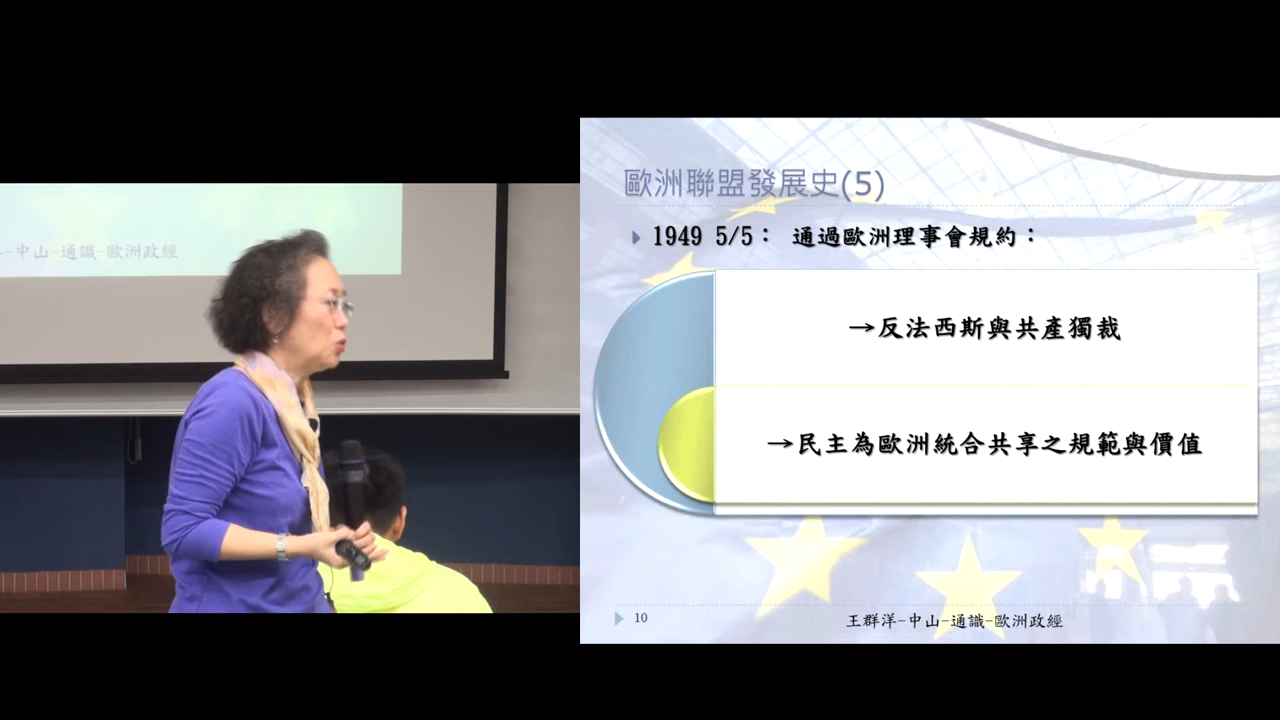 -中山-通識-歐洲政經
歐洲聯盟發展史(5)
1949 5/5： 通過歐洲理事會規約：
→反法西斯與共產獨裁
→民主為歐洲統合共享之規範與價值
10
王群洋-中山-通識-歐洲政經